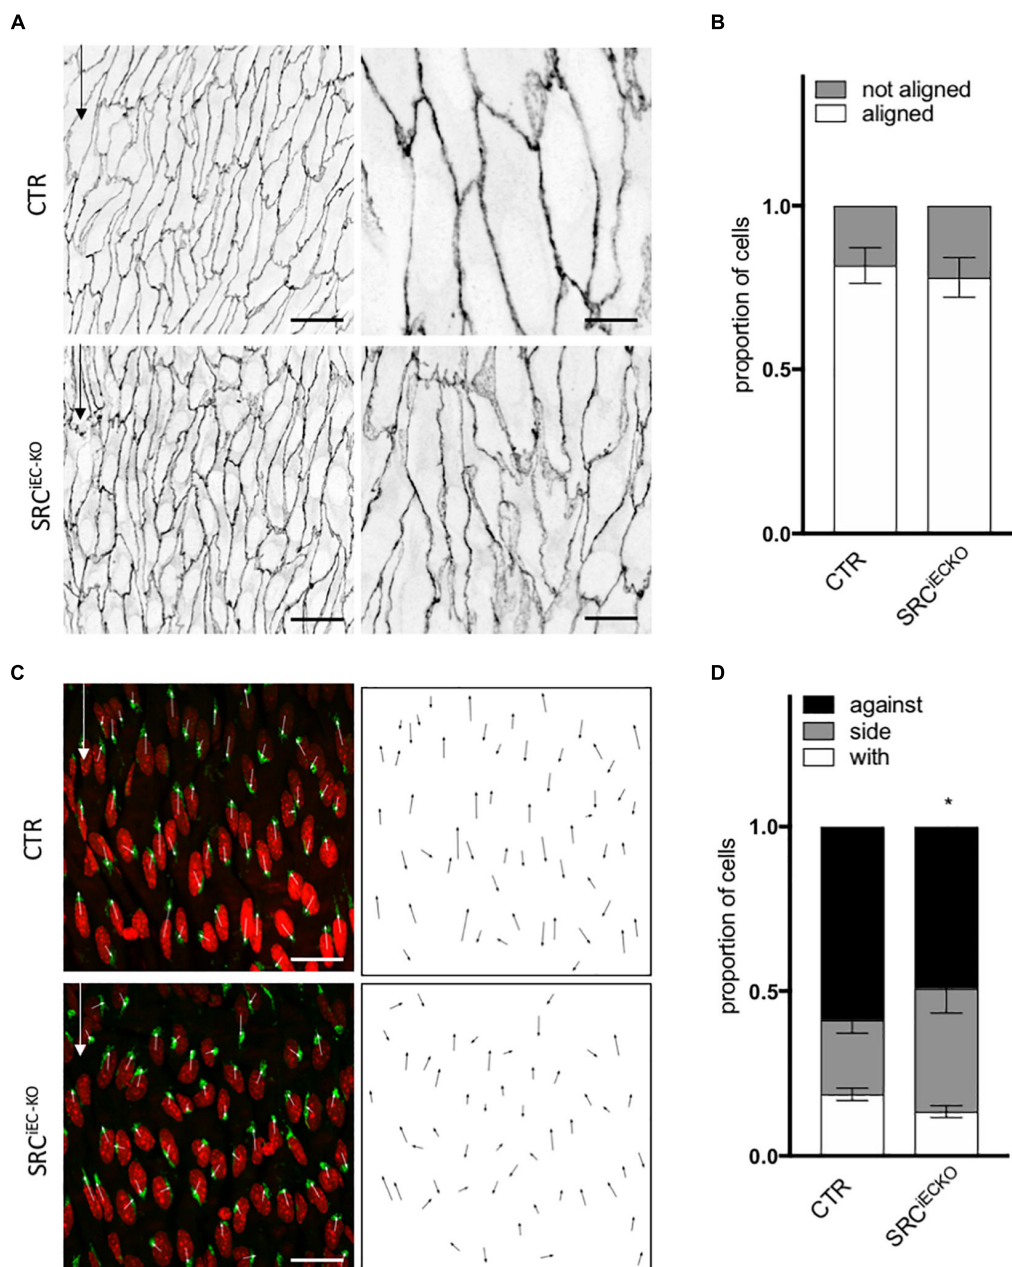 A
CTR
SRCiEC-KO
B
not aligned
aligned
proportion of cells
1.0
0.5
0.0
CTR
SRCiECKO
C
CTR
SRCiEC-KO
D
against
side
with
*
proportion of cells
1.0
0.5
0.0
CTR
SRCiECKO